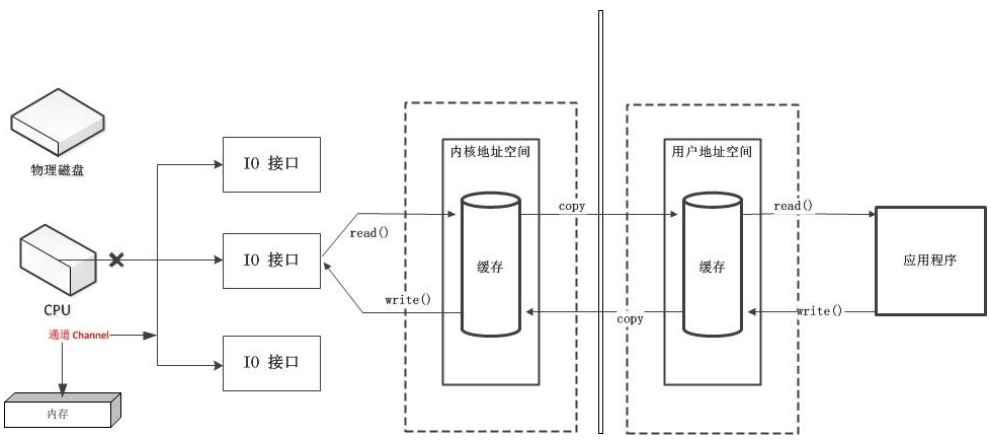 物理磁盘
CPU
通道 Channel
内存
IO 接口
IO 接口
IO 接口
read()
write()
内核地址空间
缓存
copy
copy
用户地址空间
缓存
read()
write()
应用程序